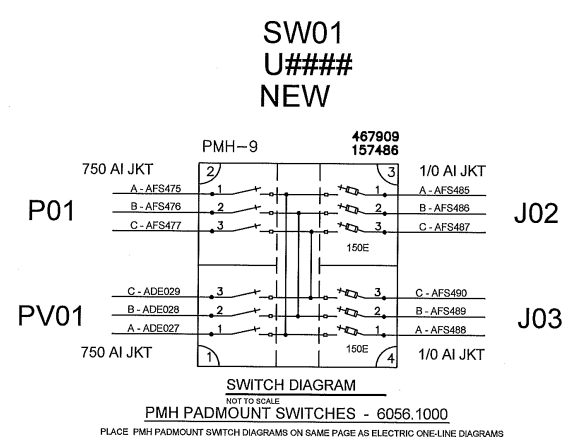 SW01
U####
NEW
PMH-9
467909
157486
750 Al JKT
2
3
1/0 Al JKT
A - AFS475
1
1
A - AFS485
P01
B - AFS476
2
2
B - AFS486
J02
C - AFS477
3
3
C - AFS487
150E
C - ADE029
3
3
C - AFS490
PV01
B - ADE028
2
2
B - AFS489
J03
A - ADE027
1
1
A - AFS488
750 Al JKT
1
150E
4
1/0 Al JKT
SWITCH DIAGRAM
NOT TO SCALE
PMH PADMOUNT SWITCHES - 6056.1000
PLACE PMH PADMOUNT SWITCH DIAGRAMS ON SAME PAGE AS ELECTRIC ONE-LINE DIAGRAMS